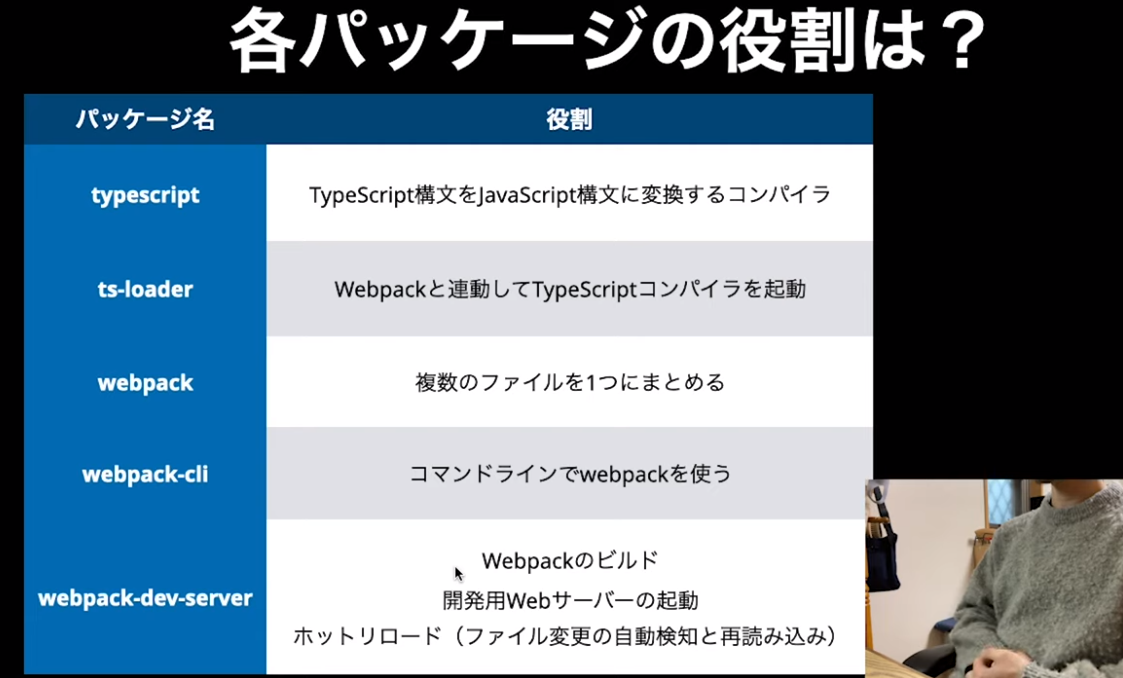 各パッケージの役割は？
パッケージ名 役割
typescript TypeScript構文をJavaScript構文に変換するコンパイラ
ts-loader Webpackと連動してTypeScriptコンパイラを起動
webpack 複数のファイルを1つにまとめる
webpack-cli コマンドラインでwebpackを使う
webpack-dev-server
Webpackのビルド
開発用Webサーバーの起動
ホットリロード（ファイル変更の自動検知と再読み込み）